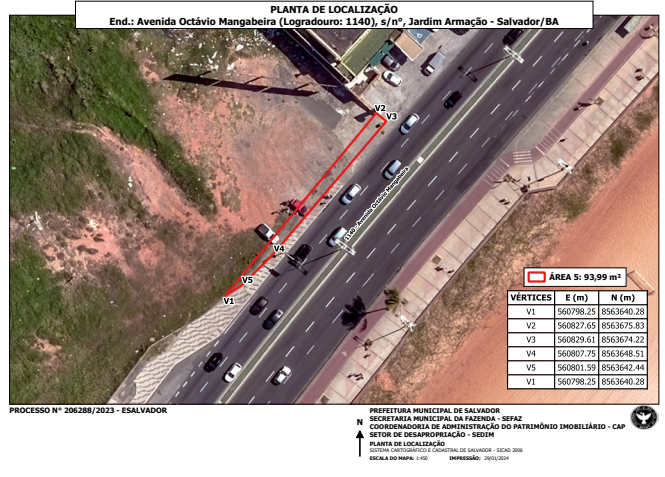 PLANTA DE LOCALIZAÇÃO
End.: Avenida Octávio Mangabeira (Logradouro: 1140), s/n°, Jardim Armação - Salvador/BA
V2
V3
1140 - Avenida Octávio Mangabeira
V4
V5
V1
ÁREA 5: 93,99 m²
VÉRTICES E (m) N (m)
V1 560798.25 8563640.28
V2 560827.65 8563675.83
V3 560829.61 8563674.22
V4 560807.75 8563648.51
V5 560801.59 8563642.44
V1 560798.25 8563640.28
PROCESSO N° 206288/2023 - ESALVADOR
N
PREFEITURA MUNICIPAL DE SALVADOR
SECRETARIA MUNICIPAL DA FAZENDA - SEFAZ
COORDENADORIA DE ADMINISTRAÇÃO DO PATRIMÔNIO IMOBILIÁRIO - CAP
SETOR DE DESAPROPRIAÇÃO - SEDIM
PLANTA DE LOCALIZAÇÃO
SISTEMA CARTOGRÁFICO E CADASTRAL DE SALVADOR - SICAD 2006
ESCALA DO MAPA: 1:450 IMPRESSÃO: 29/01/2024